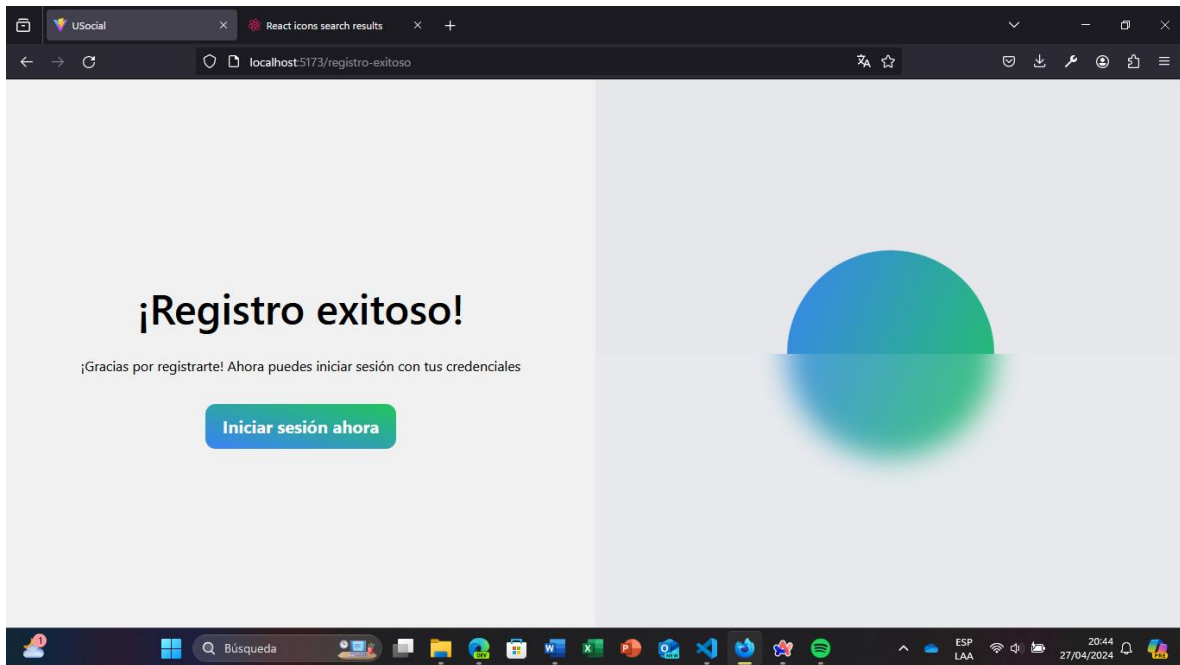 USocial
React icons search results
localhost:5173/registro-exitoso
¡Registro exitoso!
¡Gracias por registrarte! Ahora puedes iniciar sesión con tus credenciales
Iniciar sesión ahora
1
Búsqueda
ESP
LAA
20:44
27/04/2024